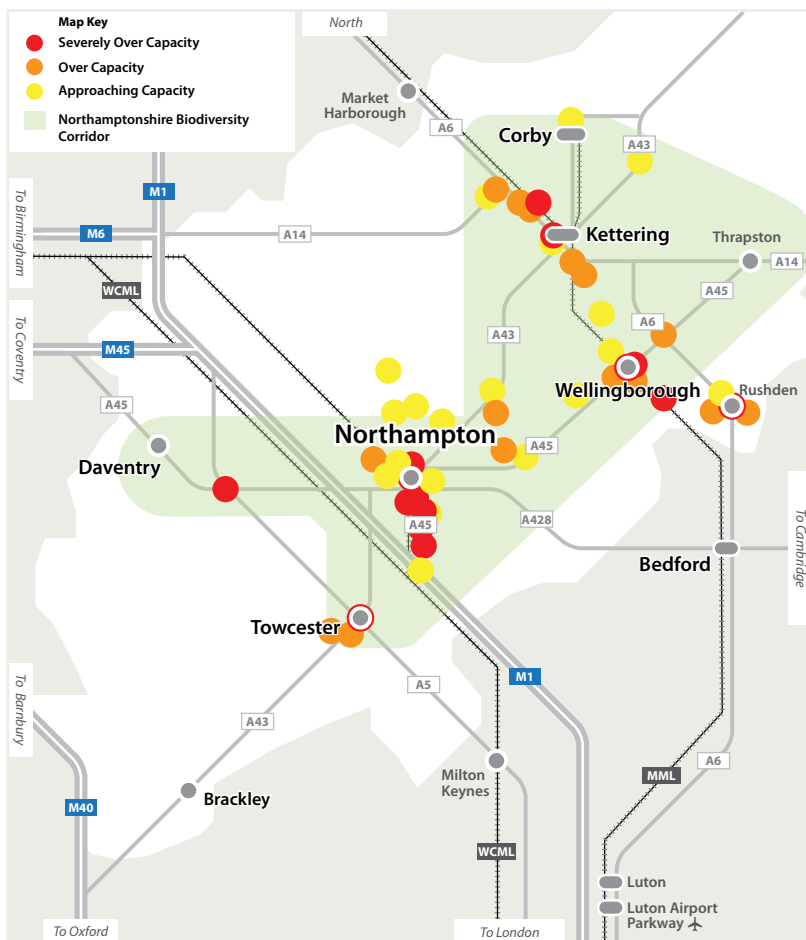 Map Key
Severely Over Capacity
Over Capacity
Approaching Capacity
Northamptonshire Biodiversity
Corridor
North
Market
Harborough
A6
Corby
A43
To Birmingham
M1
M6
A14
Kettering
Thrapston
A14
WCML
A45
To Coventry
M45
A43
A6
A45
Wellingborough
Rushden
Northampton
A45
Daventry
A45
A428
To Cambridge
Bedford
Towcester
To Barnbury
A5
M1
A43
A6
Milton
Keynes
MML
Brackley
M40
WCML
Luton
Luton Airport
Parkway
To Oxford
To London